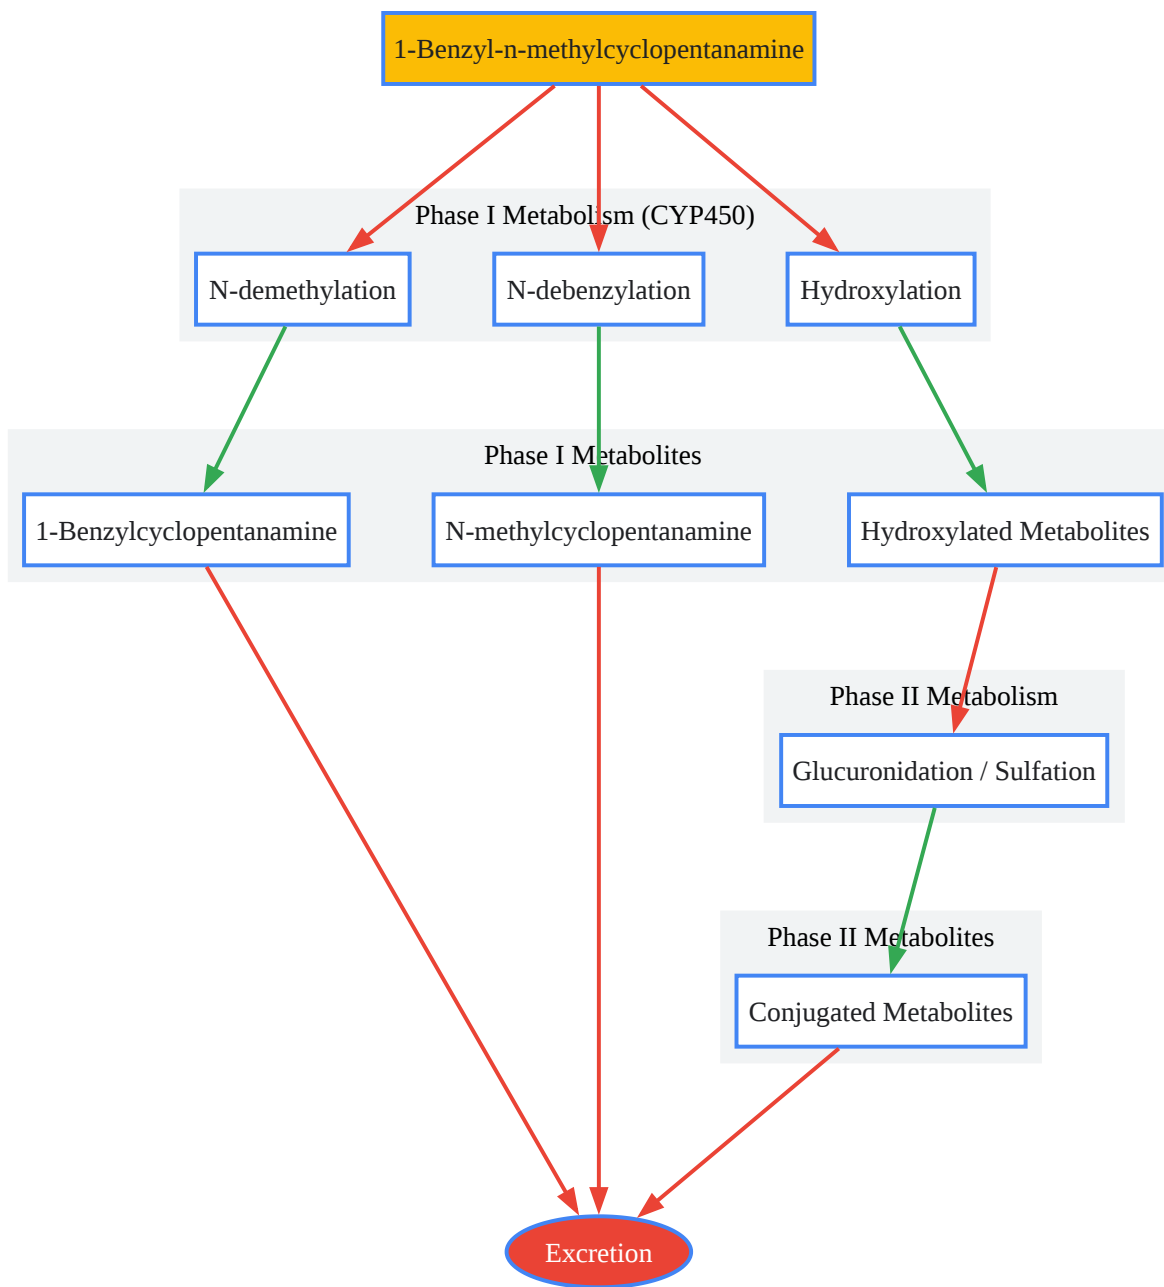 1-Benzyl-n-methylcyclopentanamine
Phase I Metabolism (CYP450)
N-demethylation
N-debenzylation
Hydroxylation
Phase I Metabolites
1-Benzylcyclopentanamine
N-methylcyclopentanamine
Hydroxylated Metabolites
Phase II Metabolism
Glucuronidation / Sulfation
Phase II Metabolites
Conjugated Metabolites
Excretion